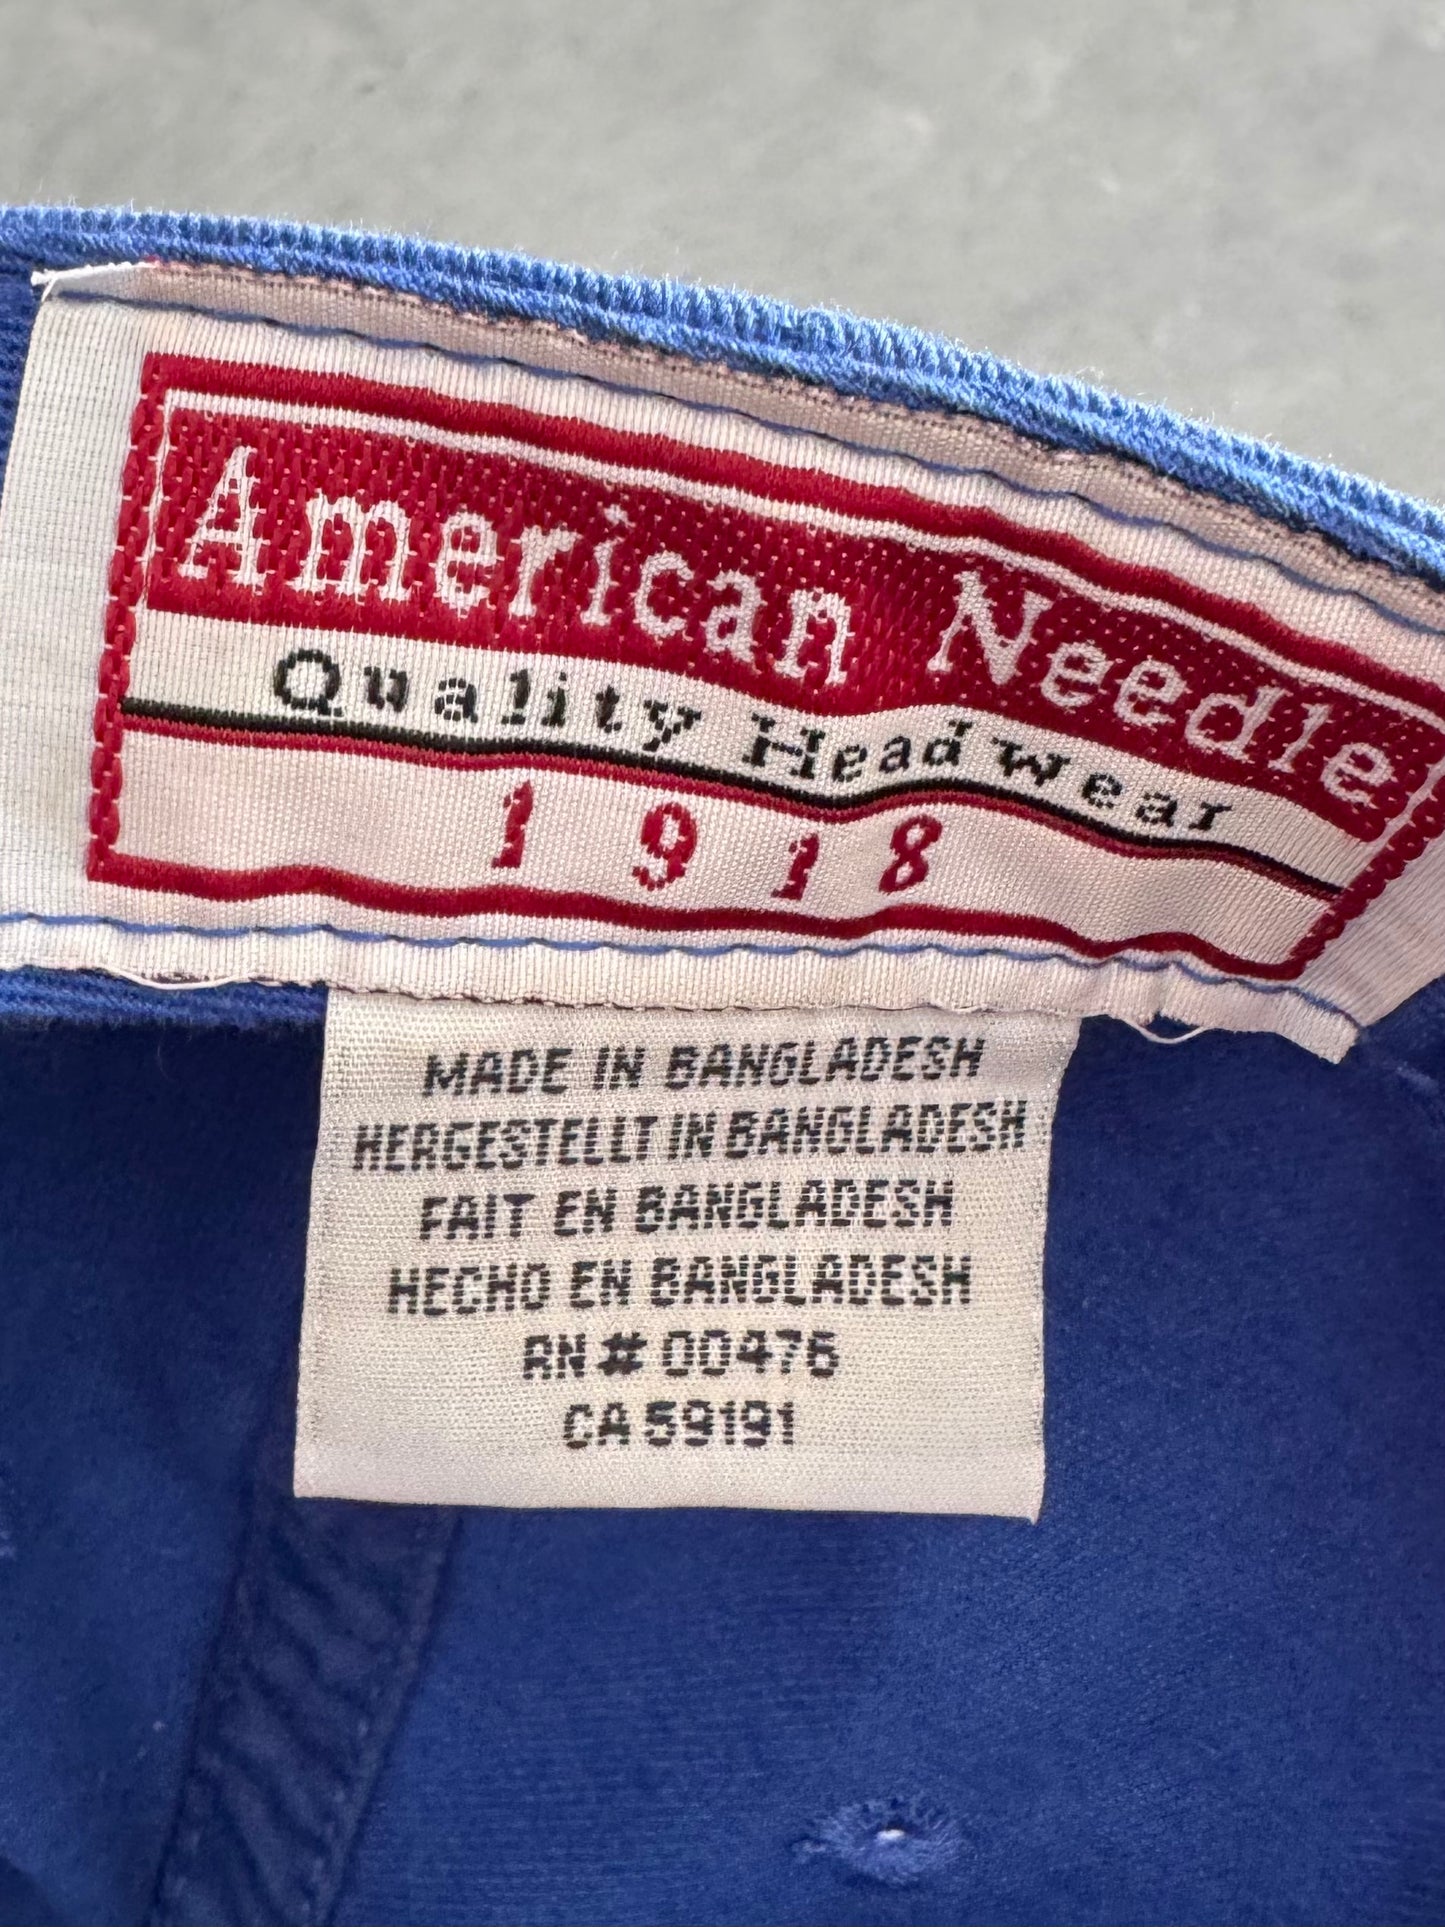 American Needle
Quality Headwear
1918
MADE IN BANGLADESH
HERGESTELLT IN BANGLADESH
FAIT EN BANGLADESH
HECHO EN BANGLADESH
RN # 00476
CA 59191